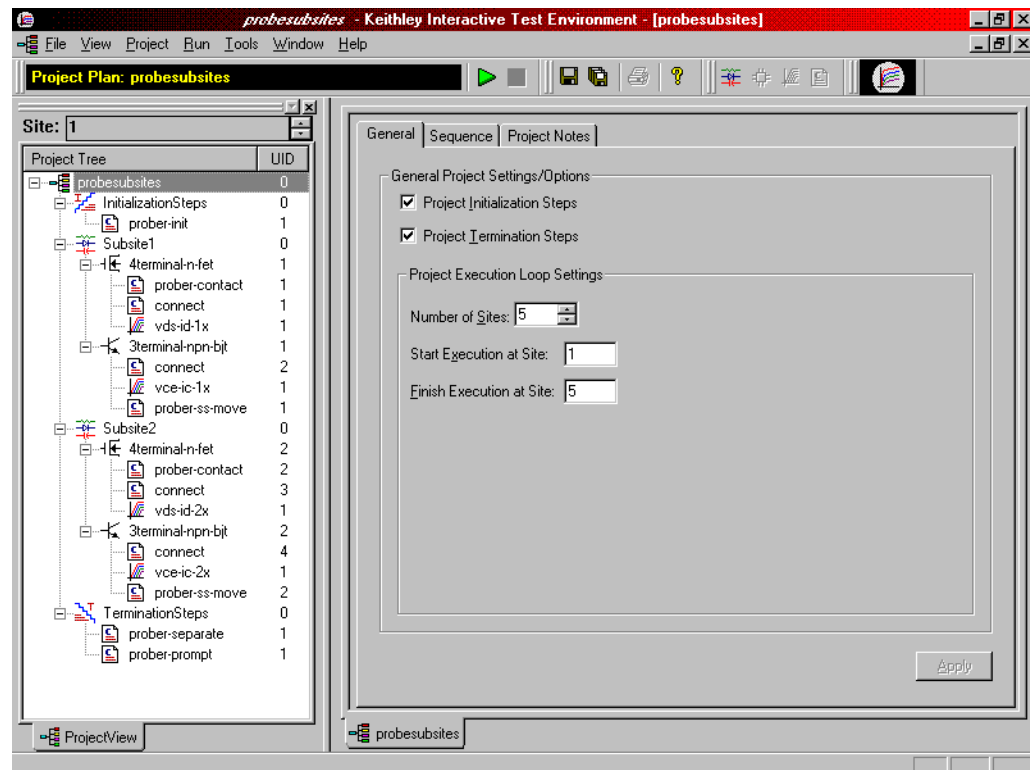 probesubsites - Keithley Interactive Test Environment - [probesubsites]
File View Project Run Tools Window Help
Project Plan: probesubsites
Site: 1
Project Tree UID
probesubsites 0
InitializationSteps 0
prober-init 1
Subsite1 0
4terminal-n-fet 1
prober-contact 1
connect 1
vds-id-1x 1
3terminal-npn-bjt 1
connect 2
vce-ic-1x 1
prober-ss-move 1
Subsite2 0
4terminal-n-fet 2
prober-contact 2
connect 3
vds-id-2x 1
3terminal-npn-bjt 2
connect 4
vce-ic-2x 1
prober-ss-move 2
TerminationSteps 0
prober-separate 1
prober-prompt 1
ProjectView
General Sequence Project Notes
General Project Settings/Options
Project Initialization Steps
Project Termination Steps
Project Execution Loop Settings
Number of Sites: 5
Start Execution at Site: 1
Finish Execution at Site: 5
Apply
probesubsites